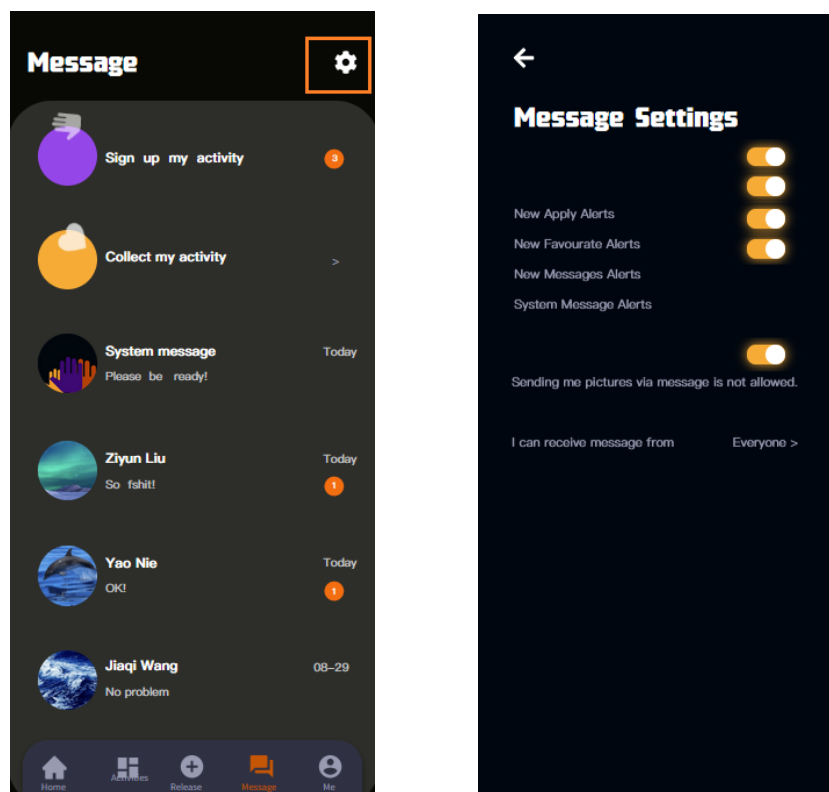 Message
3
Sign up my activity
Collect my activity
>
System message
Today
Please be ready!
Ziyun Liu
Today
So fshit!
1
Yao Nie
Today
OK!
1
Jiaqi Wang
08-29
No problem
Home
Activities
Release
Message
Me
Message Settings
New Apply Alerts
New Favourate Alerts
New Messages Alerts
System Message Alerts
Sending me pictures via message is not allowed.
I can receive message from
Everyone >